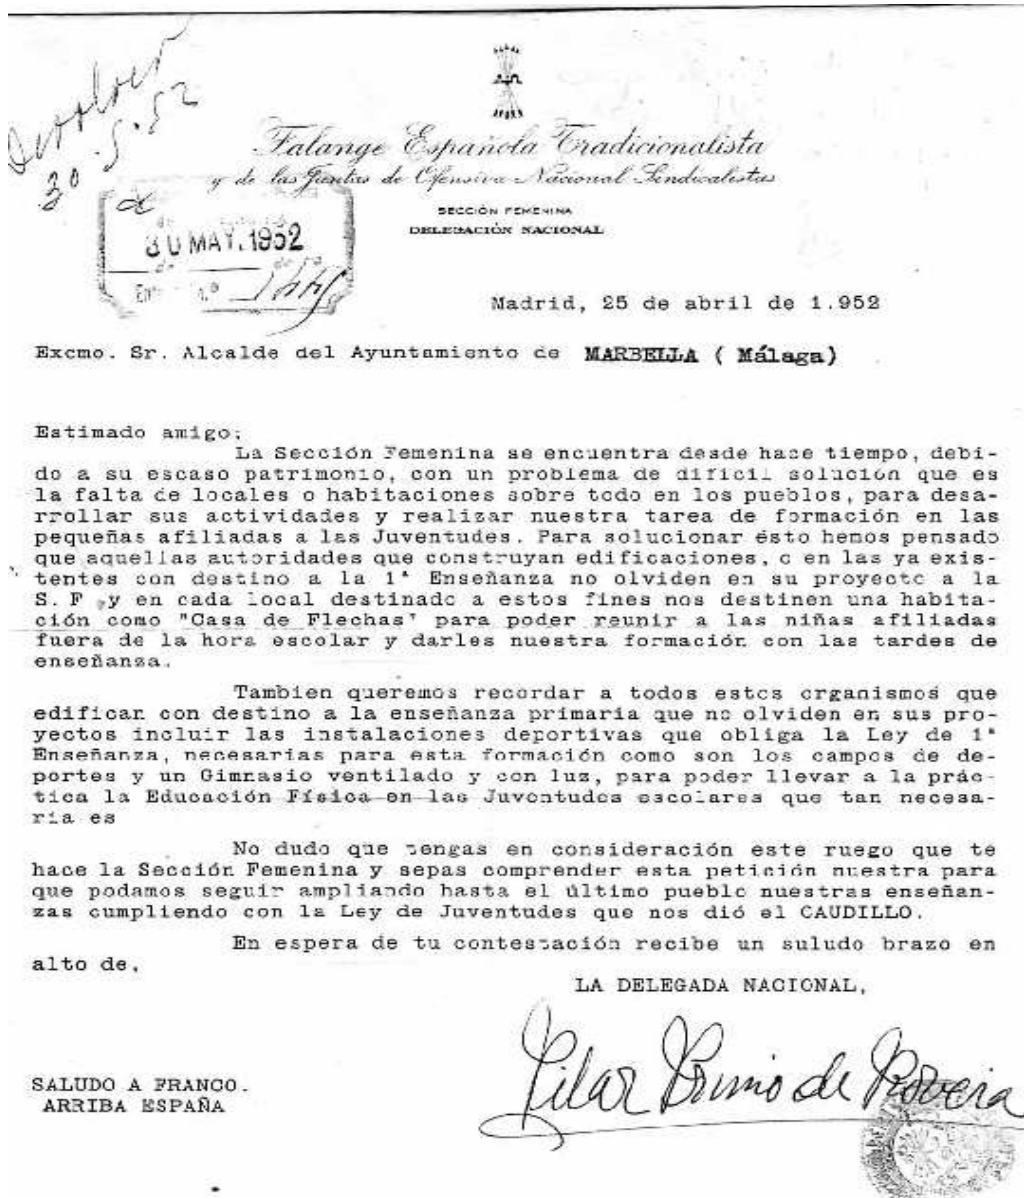 Devolver
30.5.52
Falange Española Tradicionalista
y de las Juntas de Ofensiva Nacional Sindicalistas
SECCIÓN FEMENINA
DELEGACIÓN NACIONAL
30 MAY. 1952
Madrid, 25 de abril de 1.952
Excmo. Sr. Alcalde del Ayuntamiento de MARBELLA ( Málaga)
Estimado amigo:
La Sección Femenina se encuentra desde hace tiempo, debi-
do a su escaso patrimonio, con un problema de difícil solución que es
la falta de locales o habitaciones sobre todo en los pueblos, para desa-
rrollar sus actividades y realizar nuestra tarea de formación en las
pequeñas afiliadas a las Juventudes. Para solucionar ésto hemos pensado
que aquellas autoridades que construyan edificaciones, o en las ya exis-
tentes con destino a la 1ª Enseñanza no olviden en su proyecto a la
S. F y en cada local destinado a estos fines nos destinen una habita-
ción como "Casa de Flechas" para poder reunir a las niñas afiliadas
fuera de la hora escolar y darles nuestra formación con las tardes de
enseñanza.
Tambien queremos recordar a todos estos organismos que
edifican con destino a la enseñanza primaria que no olviden en sus pro-
yectos incluir las instalaciones deportivas que obliga la Ley de 1ª
Enseñanza, necesarias para esta formación como son los campos de de-
portes y un Gimnasio ventilado y con luz, para poder llevar a la prác-
tica la Educación Física en las Juventudes escolares que tan necesa-
ria es
No dudo que tengas en consideración este ruego que te
hace la Sección Femenina y sepas comprender esta petición nuestra para
que podamos seguir ampliando hasta el último pueblo nuestras enseñan-
zas cumpliendo con la Ley de Juventudes que nos dió el CAUDILLO.
En espera de tu contestación recibe un suludo brazo en
alto de,
LA DELEGADA NACIONAL,
Pilar Primo de Rivera
SALUDO A FRANCO.
ARRIBA ESPAÑA